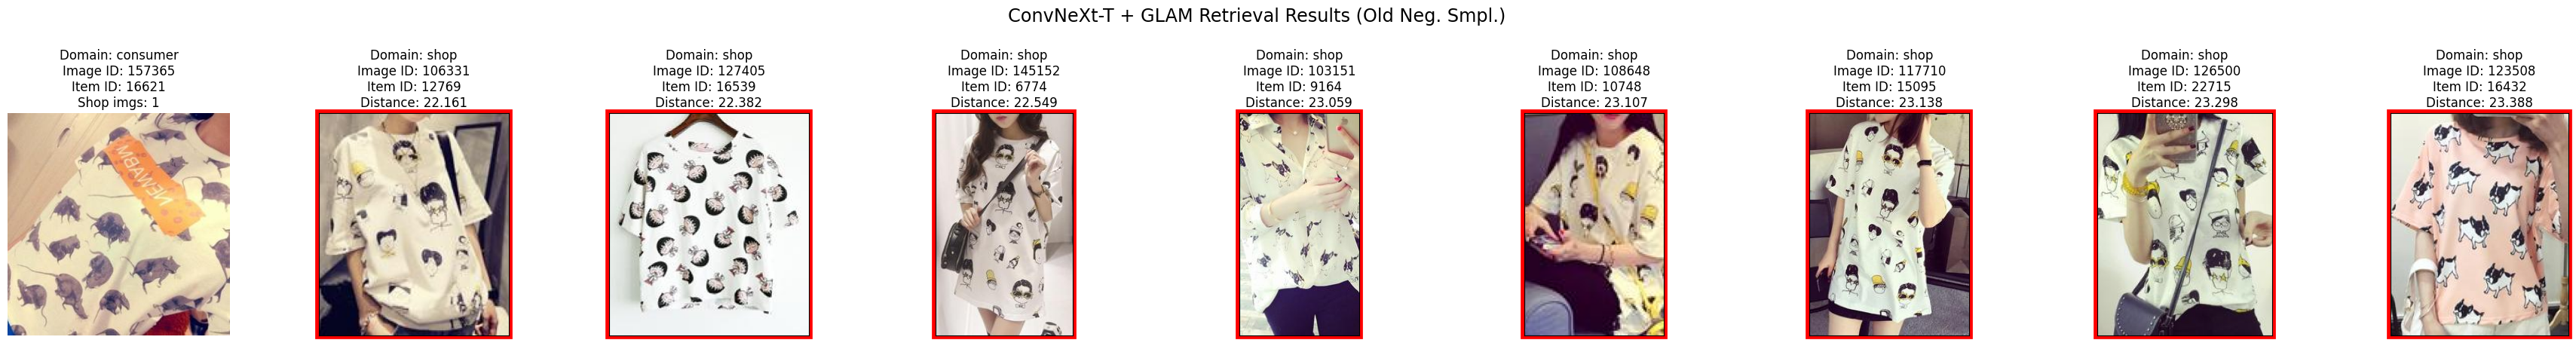 ConvNeXt-T + GLAM Retrieval Results (Old Neg. Smpl.)
Domain: consumer
Image ID: 157365
Item ID: 16621
Shop imgs: 1
Domain: shop
Image ID: 106331
Item ID: 12769
Distance: 22.161
Domain: shop
Image ID: 127405
Item ID: 16539
Distance: 22.382
Domain: shop
Image ID: 145152
Item ID: 6774
Distance: 22.549
Domain: shop
Image ID: 103151
Item ID: 9164
Distance: 23.059
Domain: shop
Image ID: 108648
Item ID: 10748
Distance: 23.107
Domain: shop
Image ID: 117710
Item ID: 15095
Distance: 23.138
Domain: shop
Image ID: 126500
Item ID: 22715
Distance: 23.298
Domain: shop
Image ID: 123508
Item ID: 16432
Distance: 23.388